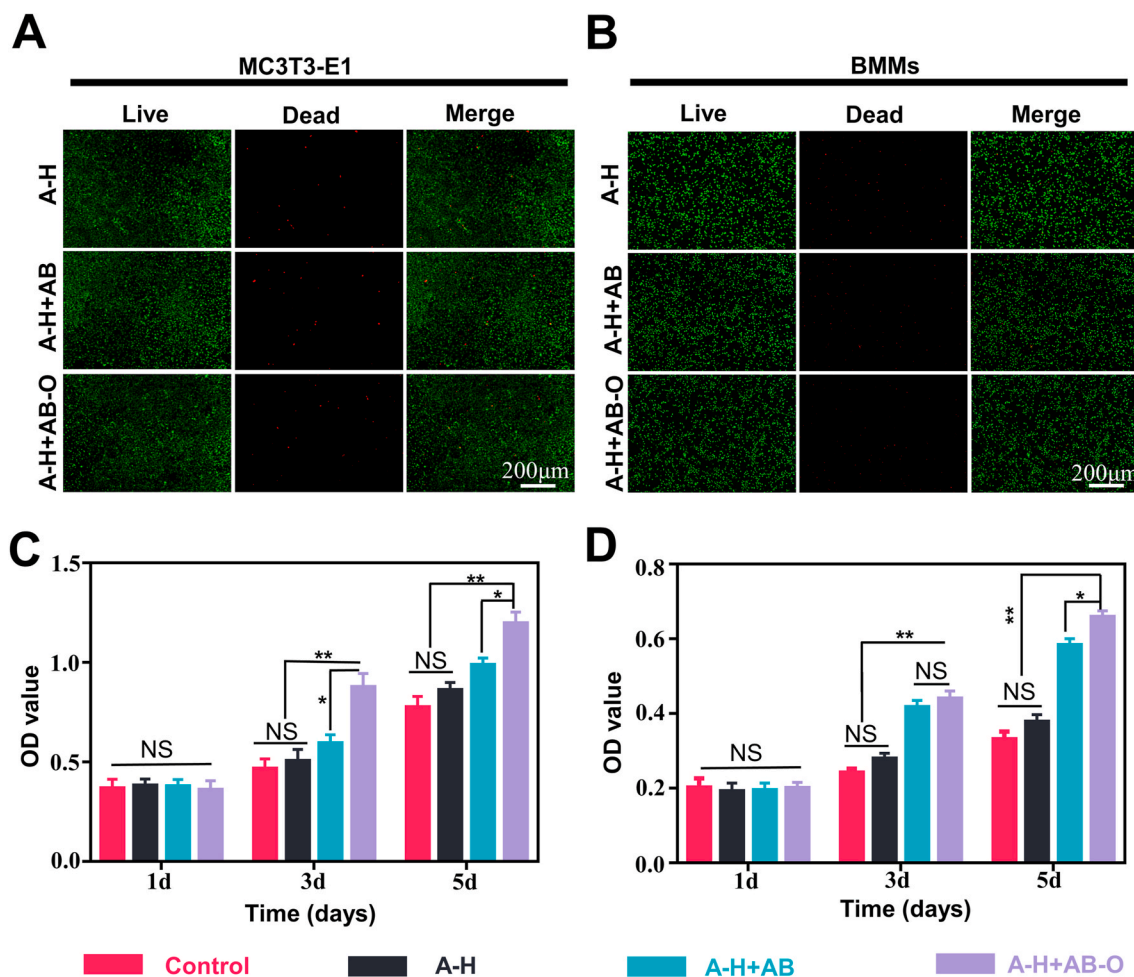 A
MC3T3-E1
Live Dead Merge
A-H
A-H+AB
A-H+AB-O
200μm
B
BMMs
Live Dead Merge
A-H
A-H+AB
A-H+AB-O
200μm
C
OD value
1.5
1.0
0.5
0.0
NS
NS
*
**
NS
**
*
1d 3d 5d
Time (days)
D
OD value
0.8
0.6
0.4
0.2
0.0
NS
NS
**
NS
NS
**
*
1d 3d 5d
Time (days)
Control A-H A-H+AB A-H+AB-O